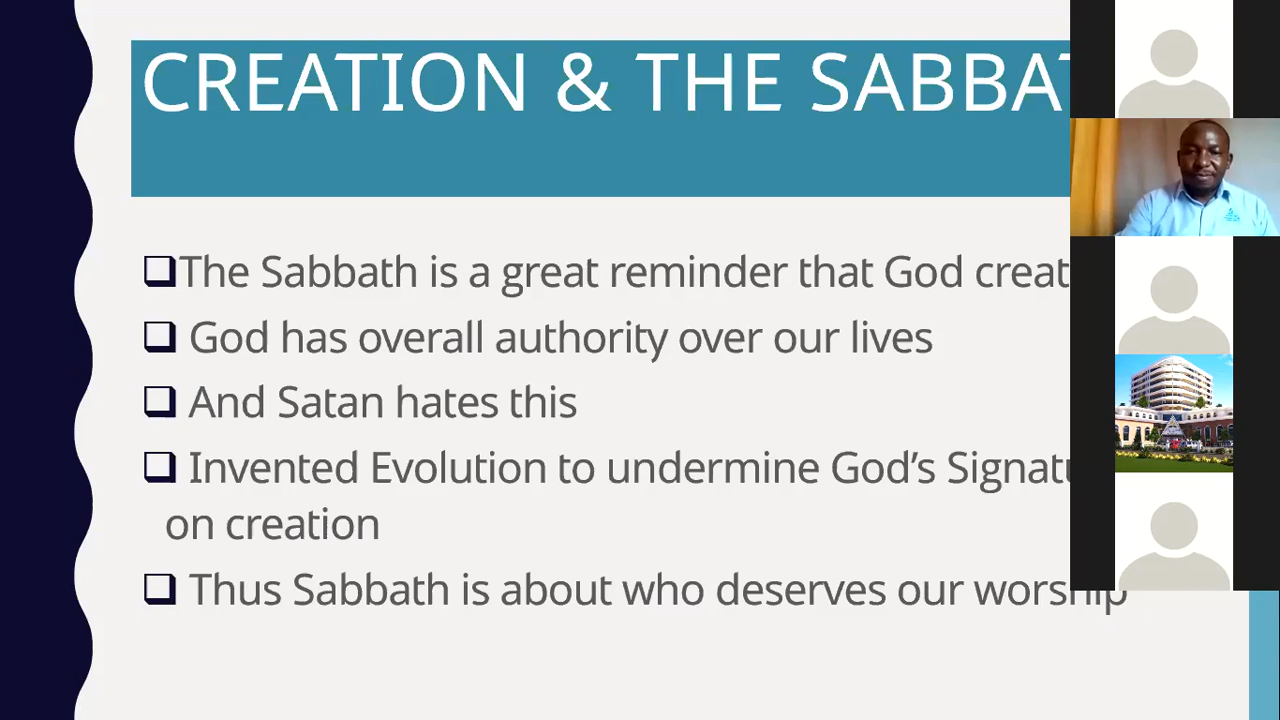 CREATION & THE SABBAT
The Sabbath is a great reminder that God creat
God has overall authority over our lives
And Satan hates this
Invented Evolution to undermine God’s Signatu
on creation
Thus Sabbath is about who deserves our worship